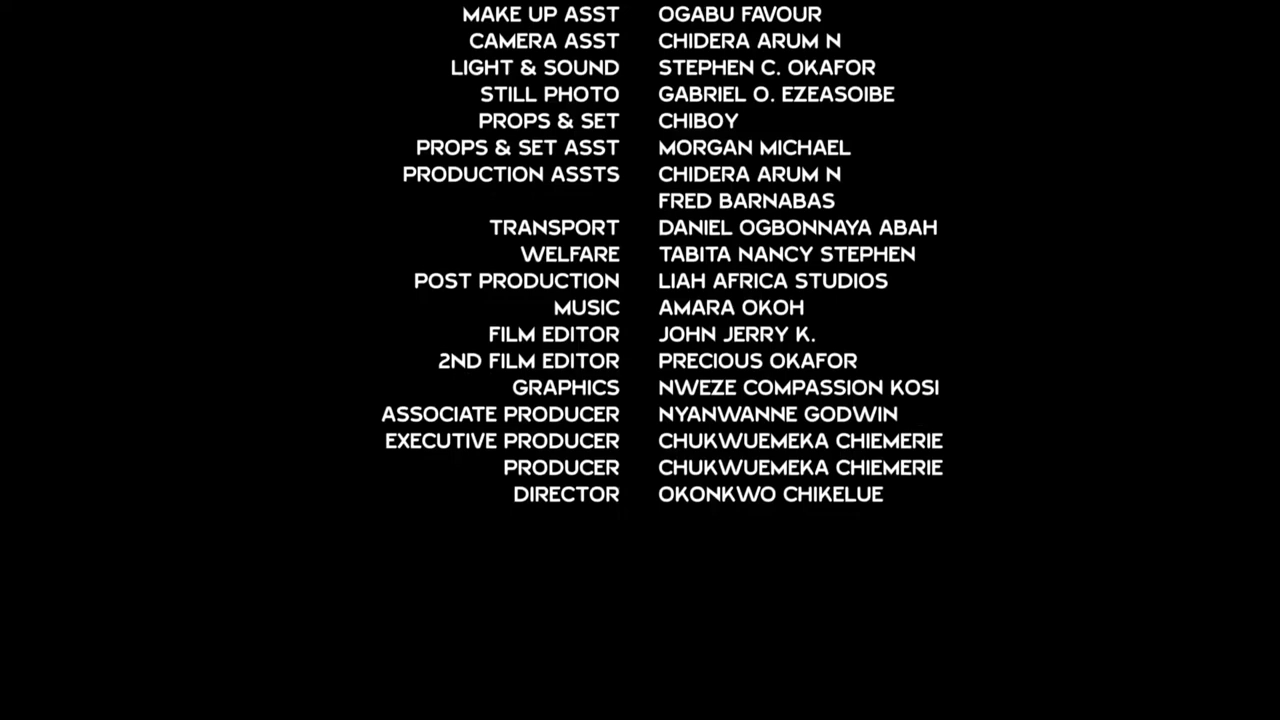 MAKE UP ASST OGABU FAVOUR
CAMERA ASST CHIDERA ARUM N
LIGHT & SOUND STEPHEN C. OKAFOR
STILL PHOTO GABRIEL O. EZEASOIBE
PROPS & SET CHIBOY
PROPS & SET ASST MORGAN MICHAEL
PRODUCTION ASSTS CHIDERA ARUM N
FRED BARNABAS
TRANSPORT DANIEL OGBONNAYA ABAH
WELFARE TABITA NANCY STEPHEN
POST PRODUCTION LIAH AFRICA STUDIOS
MUSIC AMARA OKOH
FILM EDITOR JOHN JERRY K.
2ND FILM EDITOR PRECIOUS OKAFOR
GRAPHICS NWEZE COMPASSION KOSI
ASSOCIATE PRODUCER NYANWANNE GODWIN
EXECUTIVE PRODUCER CHUKWUEMEKA CHIEMERIE
PRODUCER CHUKWUEMEKA CHIEMERIE
DIRECTOR OKONKWO CHIKELUE